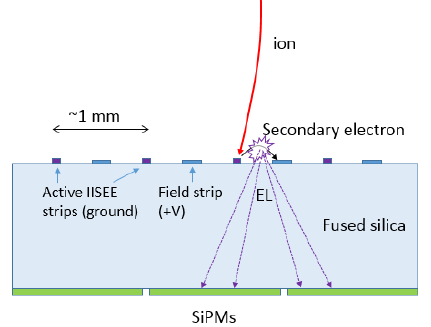 ion
~1 mm
Secondary electron
Active IISEE
strips (ground)
Field strip
(+V)
EL
Fused silica
SiPMs